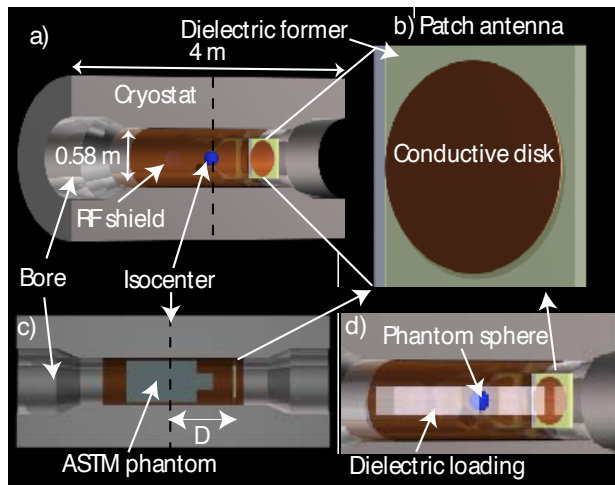 a)
Dielectric former
b) Patch antenna
4 m
Cryostat
0.58 m
Conductive disk
RF shield
Bore
Isocenter
c)
d)
Phantom sphere
D
ASTM phantom
Dielectric loading